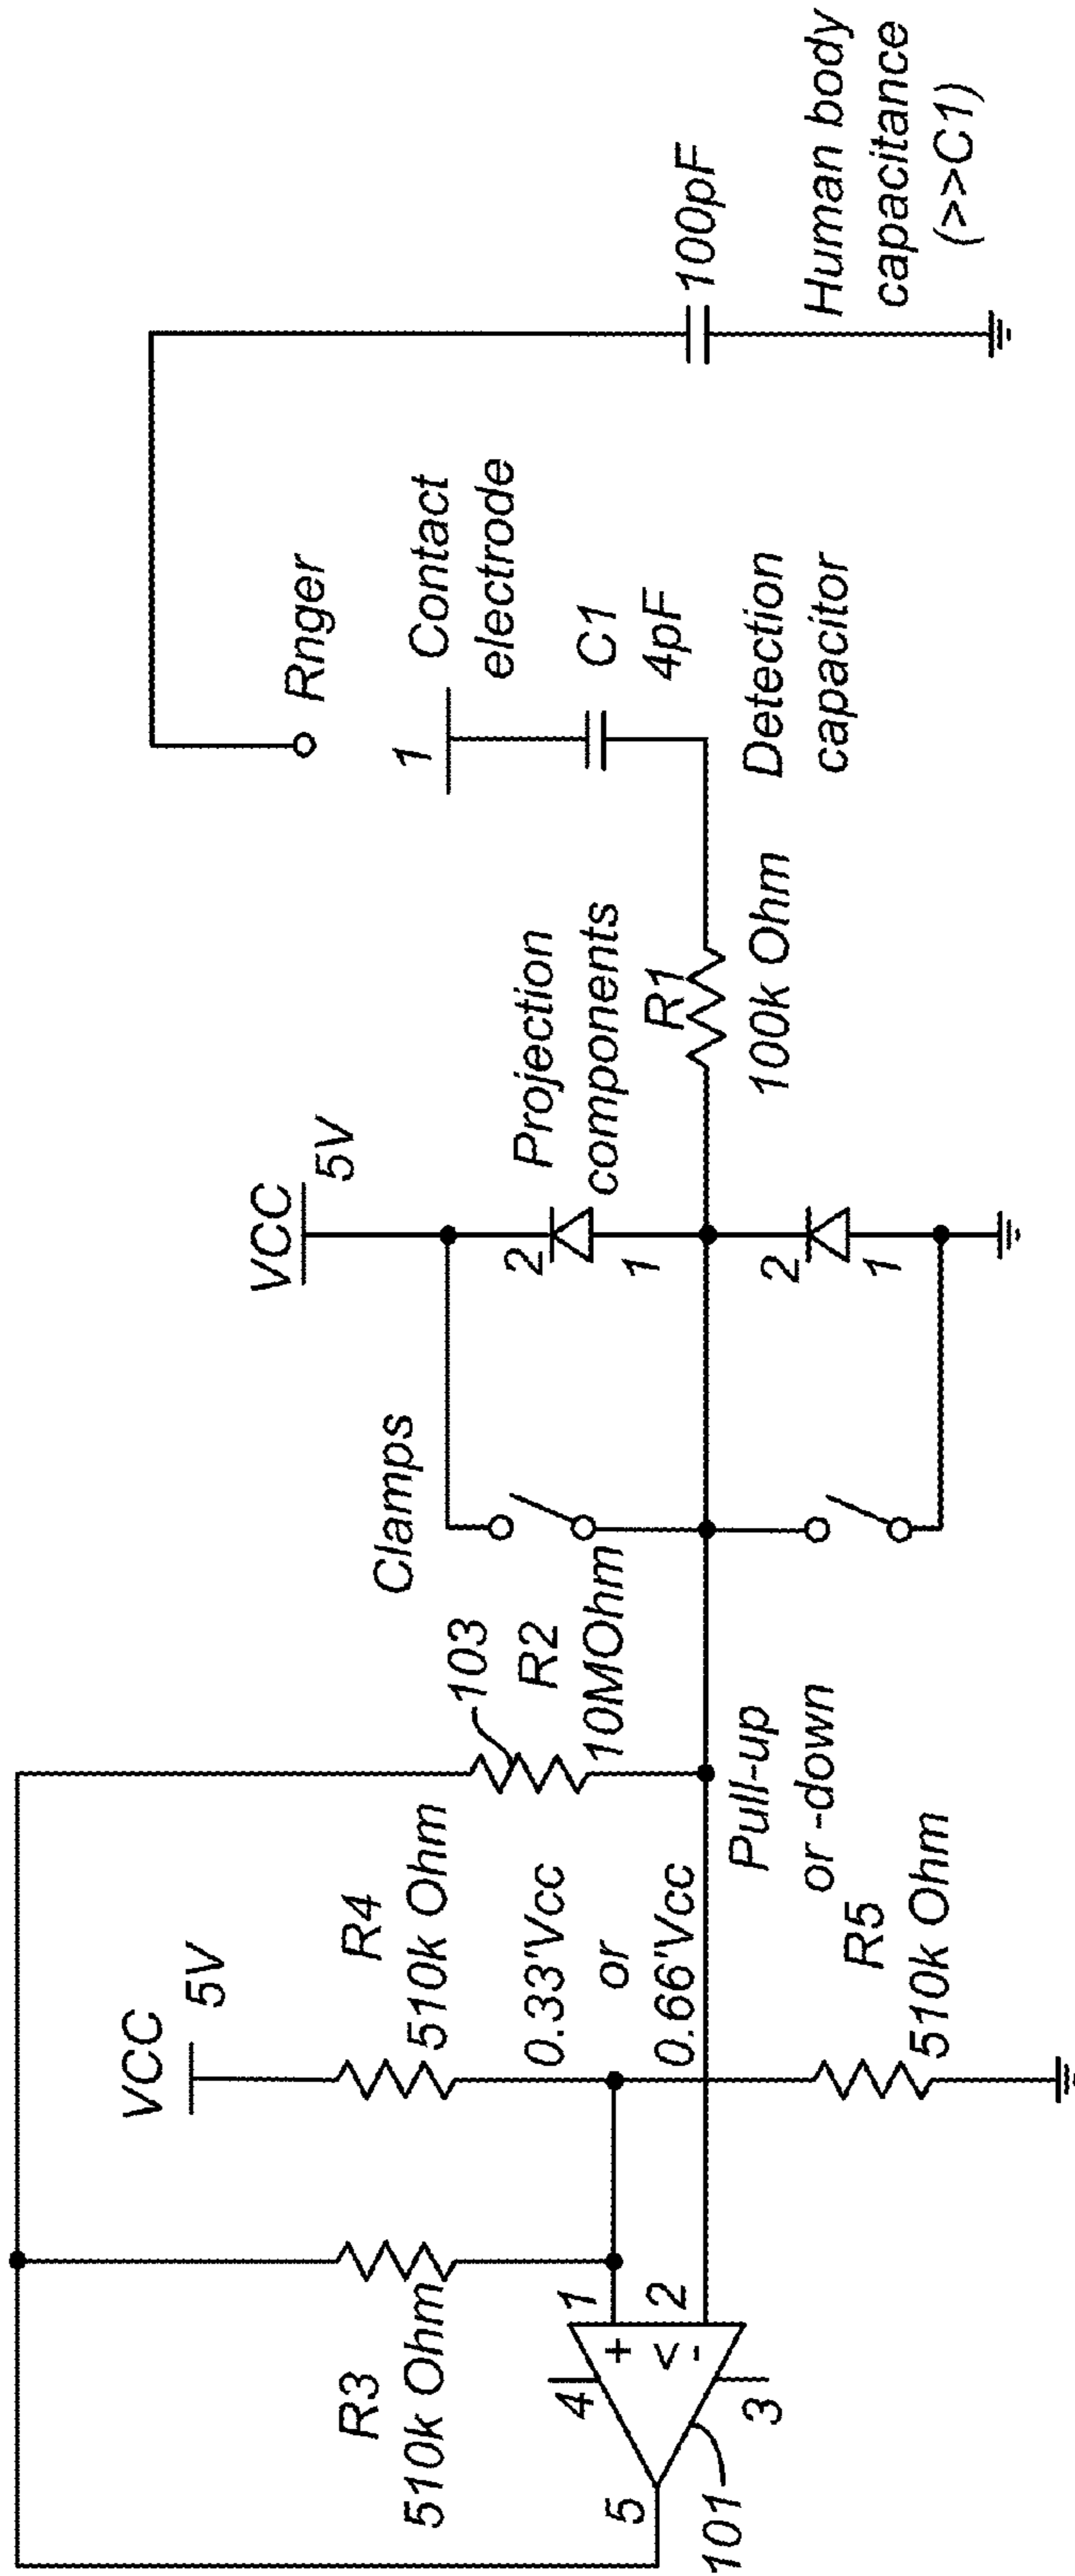 VCC
5V
R3
510k Ohm
R4
510k Ohm
103
R2
10MOhm
Clamps
VCC
5V
Projection
components
2
1
2
1
R1
100k Ohm
Rnger
1
Contact
electrode
C1
4pF
Detection
capacitor
100pF
Human body
capacitance
(>>C1)
0.33'Vcc
or
0.66'Vcc
Pull-up
or -down
R5
510k Ohm
1
+
2
-
<
4
3
5
101